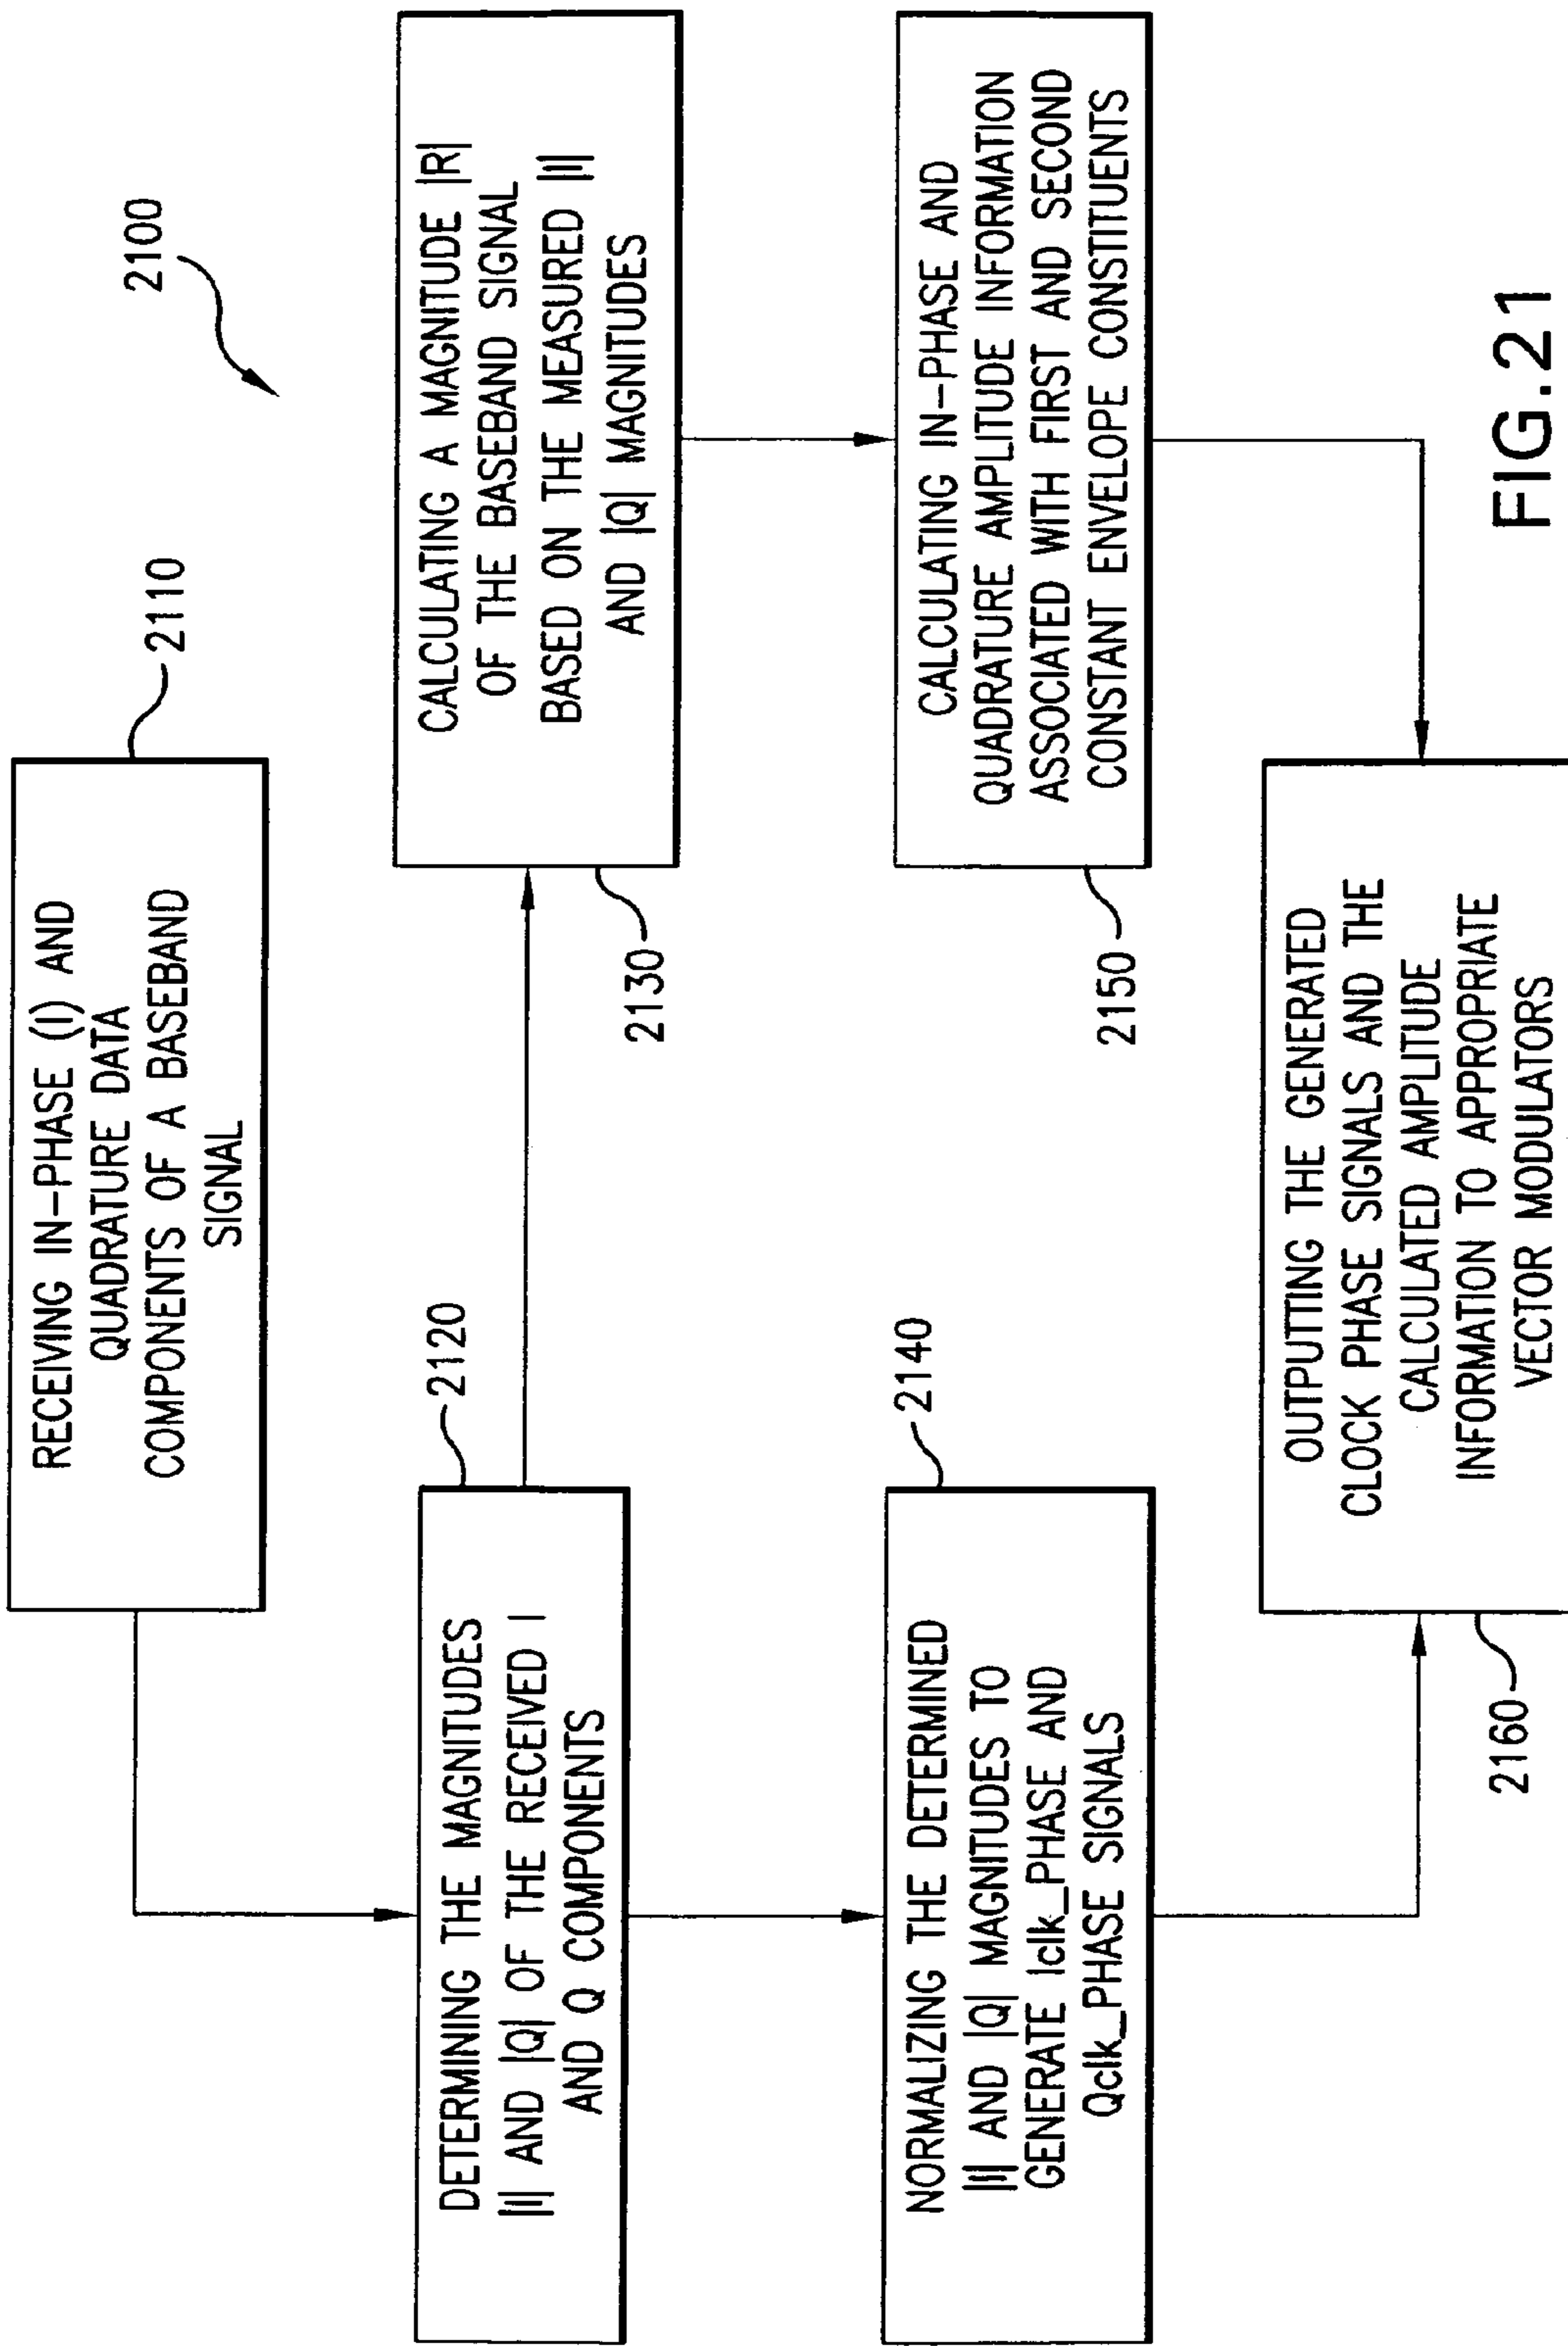 2100
RECEIVING IN-PHASE (I) AND
QUADRATURE DATA
COMPONENTS OF A BASEBAND
SIGNAL
2110
DETERMINING THE MAGNITUDES
|I| AND |Q| OF THE RECEIVED I
AND Q COMPONENTS
2120
CALCULATING A MAGNITUDE |R|
OF THE BASEBAND SIGNAL
BASED ON THE MEASURED |I|
AND |Q| MAGNITUDES
2130
NORMALIZING THE DETERMINED
|I| AND |Q| MAGNITUDES TO
GENERATE Iclk_PHASE AND
Qclk_PHASE SIGNALS
2140
CALCULATING IN-PHASE AND
QUADRATURE AMPLITUDE INFORMATION
ASSOCIATED WITH FIRST AND SECOND
CONSTANT ENVELOPE CONSTITUENTS
2150
OUTPUTTING THE GENERATED
CLOCK PHASE SIGNALS AND THE
CALCULATED AMPLITUDE
INFORMATION TO APPROPRIATE
VECTOR MODULATORS
2160
FIG.21